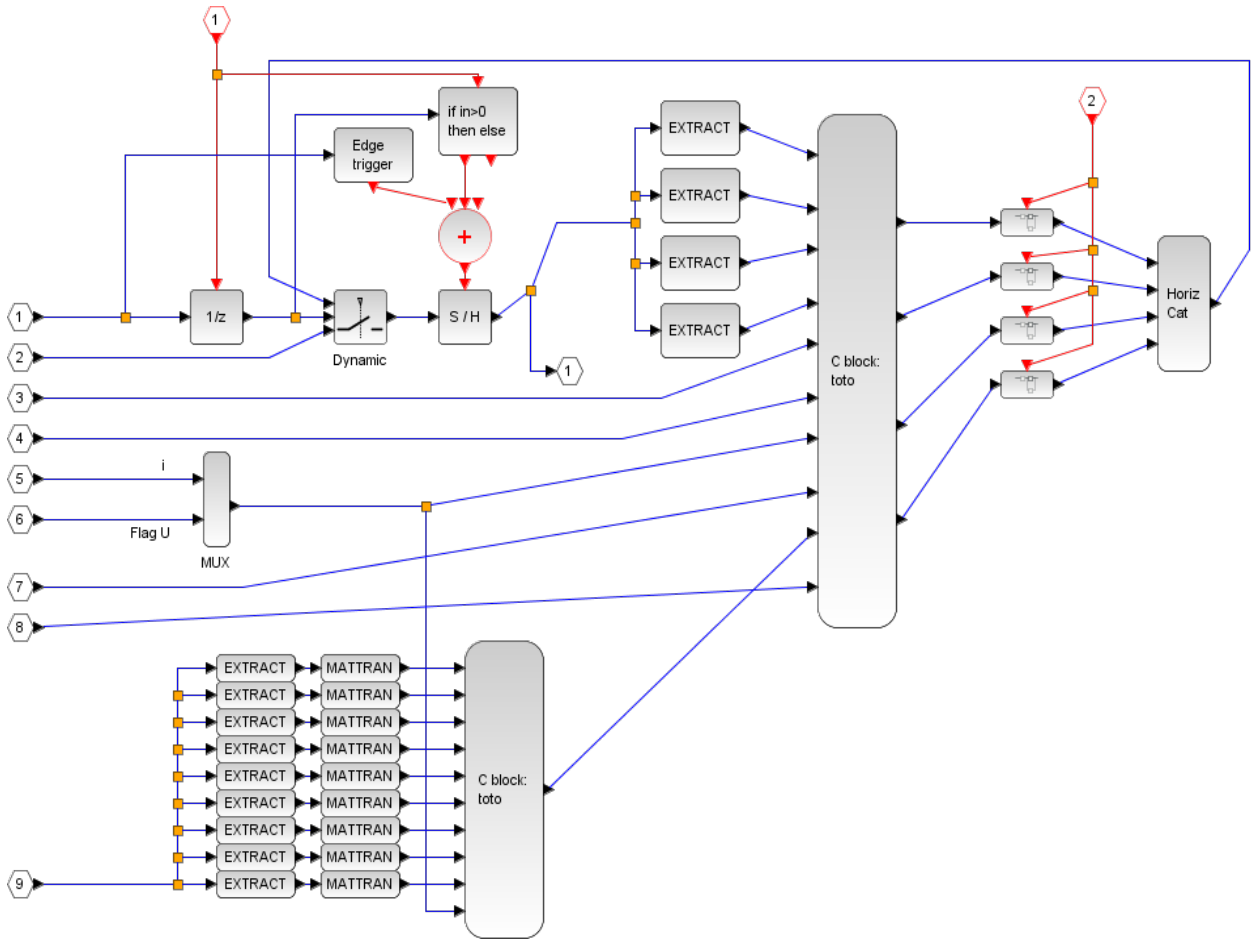 1
if in>0
then else
Edge
trigger
+
EXTRACT
EXTRACT
EXTRACT
EXTRACT
2
1
1/z
Dynamic
S / H
1
2
3
4
C block:
toto
Horiz
Cat
5
i
6
Flag U
MUX
7
8
EXTRACT
MATTRAN
EXTRACT
MATTRAN
EXTRACT
MATTRAN
EXTRACT
MATTRAN
EXTRACT
MATTRAN
EXTRACT
MATTRAN
EXTRACT
MATTRAN
EXTRACT
MATTRAN
9
EXTRACT
MATTRAN
C block:
toto